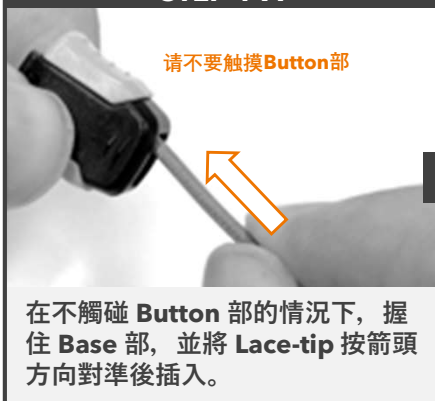 请不要触摸Button部
在不觸碰 Button 部的情況下，握
住 Base 部，並將 Lace-tip 按箭頭
方向對準後插入。